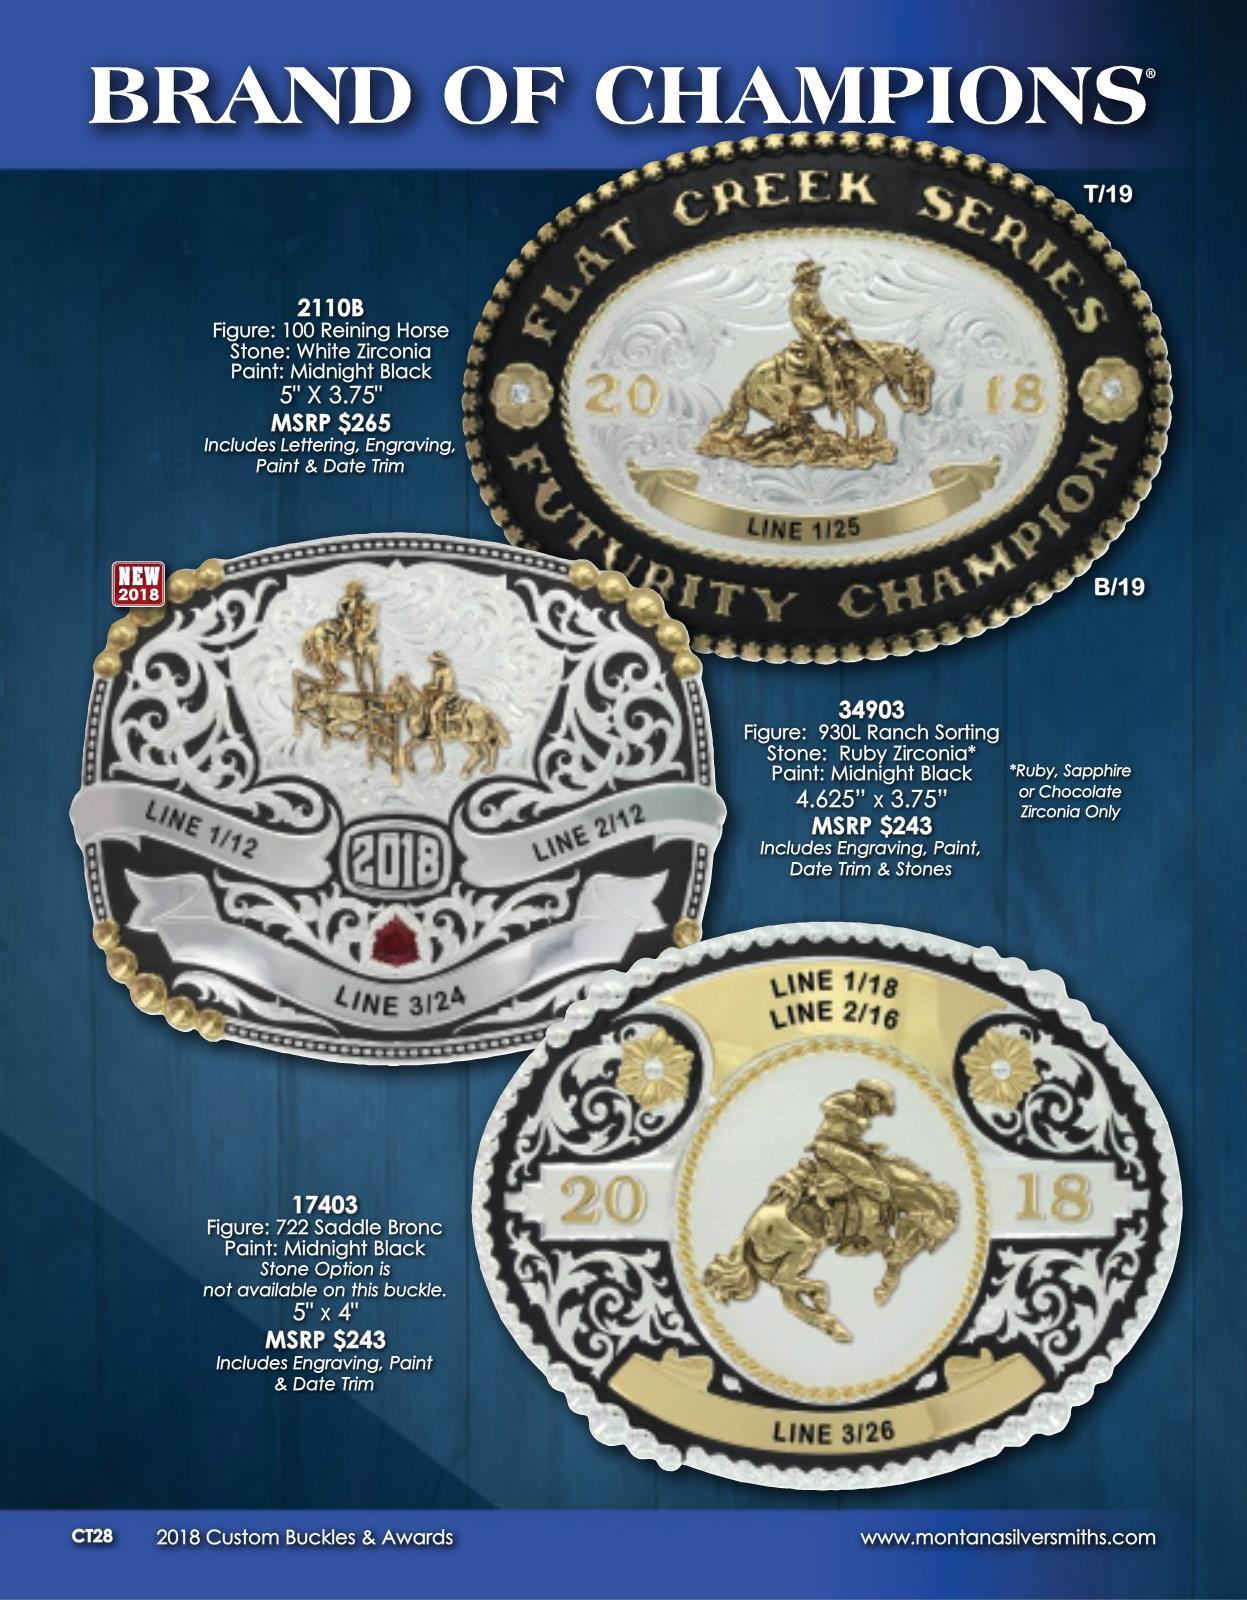 BRAND OF CHAMPIONS®
T/19
FLAT CREEK SERIES
2110B
Figure: 100 Reining Horse
Stone: White Zirconia
Paint: Midnight Black
5" X 3.75"
MSRP $265
Includes Lettering, Engraving,
Paint & Date Trim
20 18
LINE 1/25
FUTURITY CHAMPION
B/19
NEW
2018
LINE 1/12
2018
LINE 2/12
LINE 3/24
34903
Figure: 930L Ranch Sorting
Stone: Ruby Zirconia*
Paint: Midnight Black
4.625” x 3.75”
MSRP $243
Includes Engraving, Paint,
Date Trim & Stones
*Ruby, Sapphire
or Chocolate
Zirconia Only
LINE 1/18
LINE 2/16
20 18
LINE 3/26
17403
Figure: 722 Saddle Bronc
Paint: Midnight Black
Stone Option is
not available on this buckle.
5" x 4"
MSRP $243
Includes Engraving, Paint
& Date Trim
CT28 2018 Custom Buckles & Awards www.montanasilversmiths.com